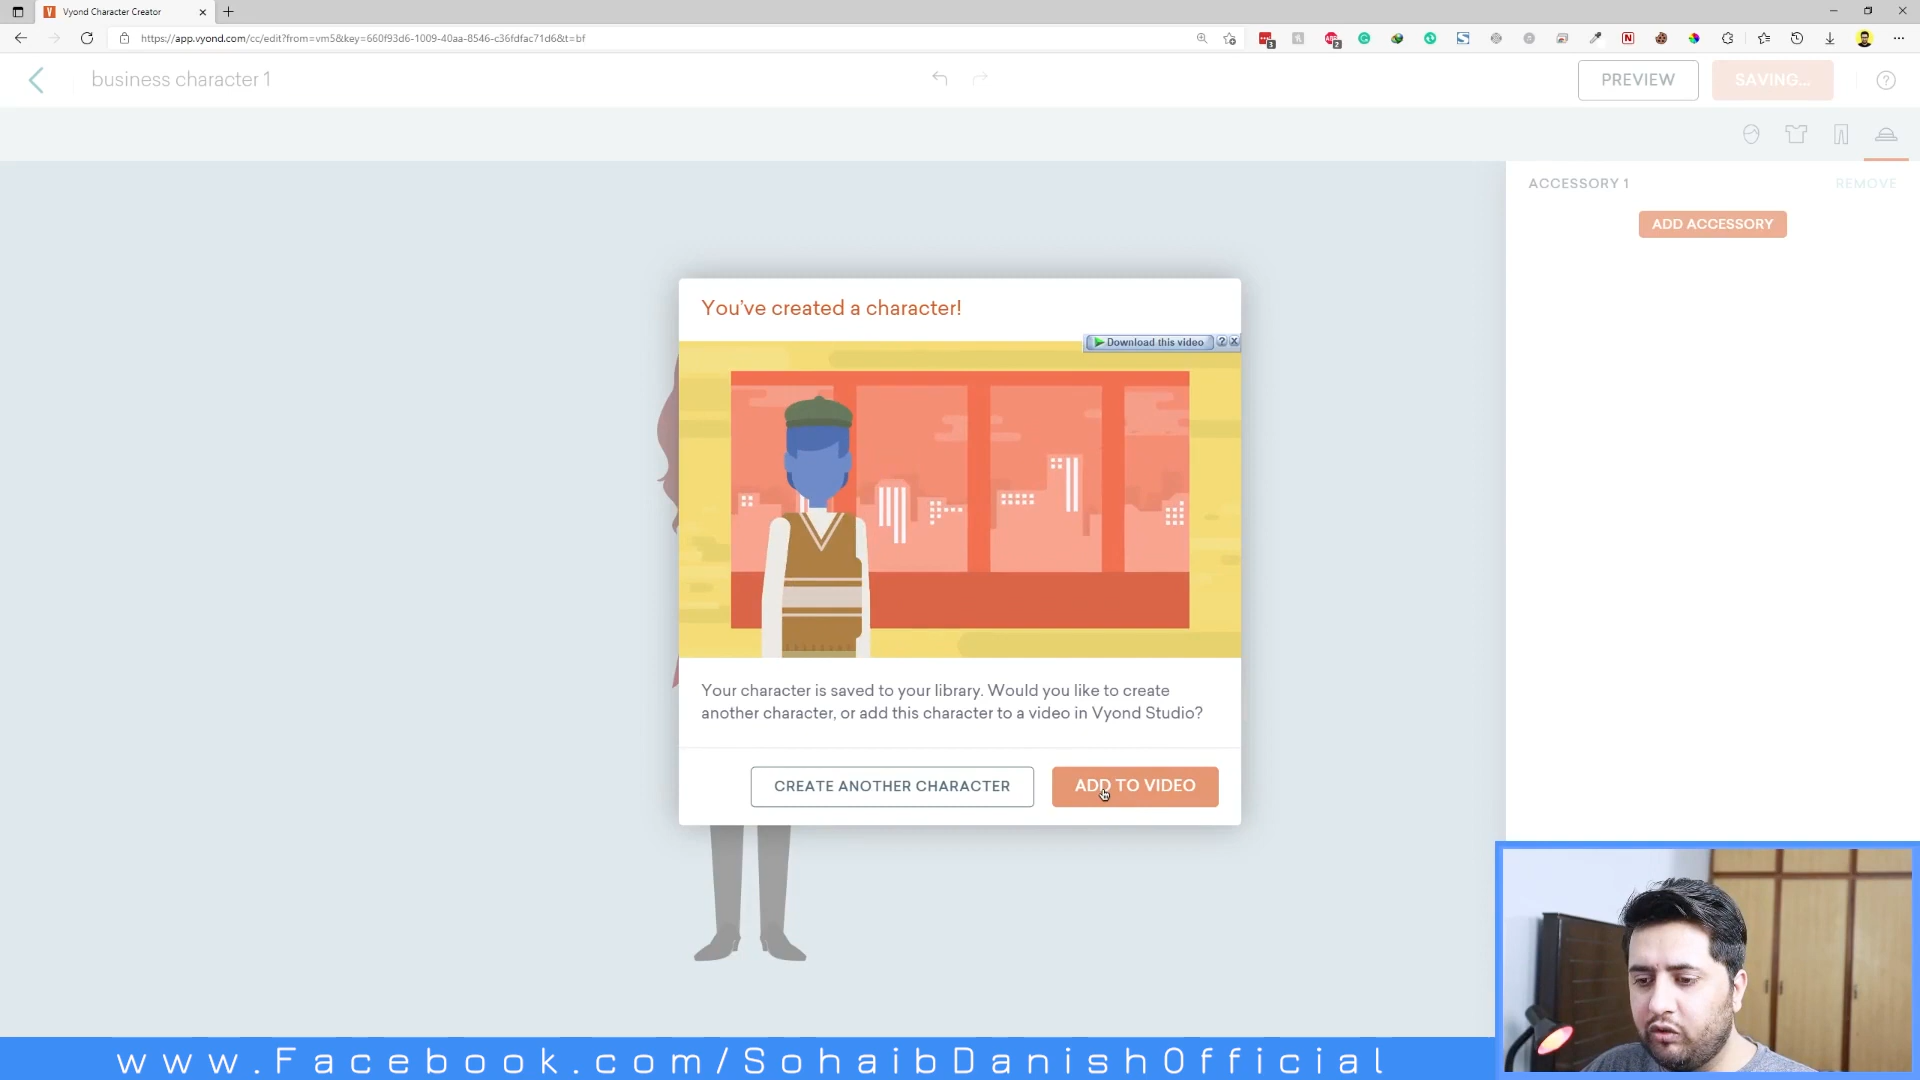 Vyond Character Creator
https://app.vyond.com/cc/edit?from=vm5&key=660f93d6-1009-40aa-8546-c36fdfac71d6&t=bf
business character 1
PREVIEW
SAVING...
ACCESSORY 1
REMOVE
ADD ACCESSORY
You've created a character!
Download this video
Your character is saved to your library. Would you like to create
another character, or add this character to a video in Vyond Studio?
CREATE ANOTHER CHARACTER
ADD TO VIDEO
www.Facebook.com/SohaibDanishOfficial